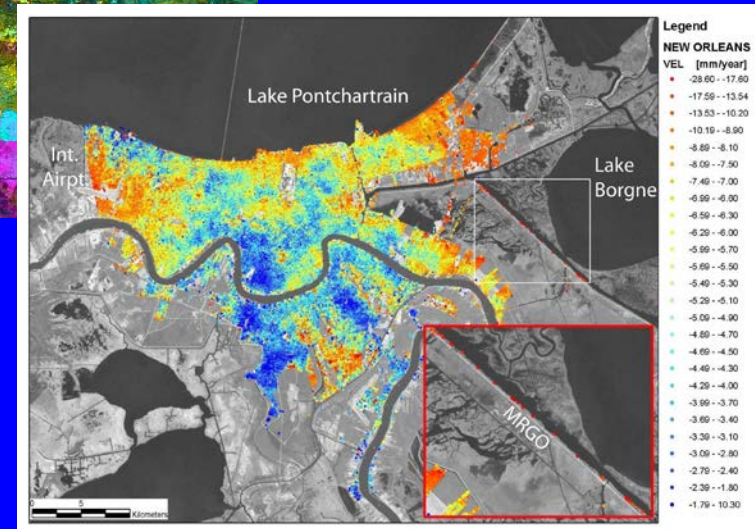 Lake Pontchartrain
Int.
Airpt.
Lake
Borgne
MRGO
0 5
Kilometers
Legend
NEW ORLEANS
VEL [mm/year]
-28.60 - -17.60
-17.59 - -13.54
-13.53 - -10.20
-10.19 - -8.90
-8.89 - -8.10
-8.09 - -7.50
-7.49 - -7.00
-6.99 - -6.60
-6.59 - -6.30
-6.29 - -6.00
-5.99 - -5.70
-5.69 - -5.50
-5.49 - -5.30
-5.29 - -5.10
-5.09 - -4.90
-4.89 - -4.70
-4.69 - -4.50
-4.49 - -4.30
-4.29 - -4.00
-3.99 - -3.70
-3.69 - -3.40
-3.39 - -3.10
-3.09 - -2.80
-2.79 - -2.40
-2.39 - -1.80
-1.79 - 10.30